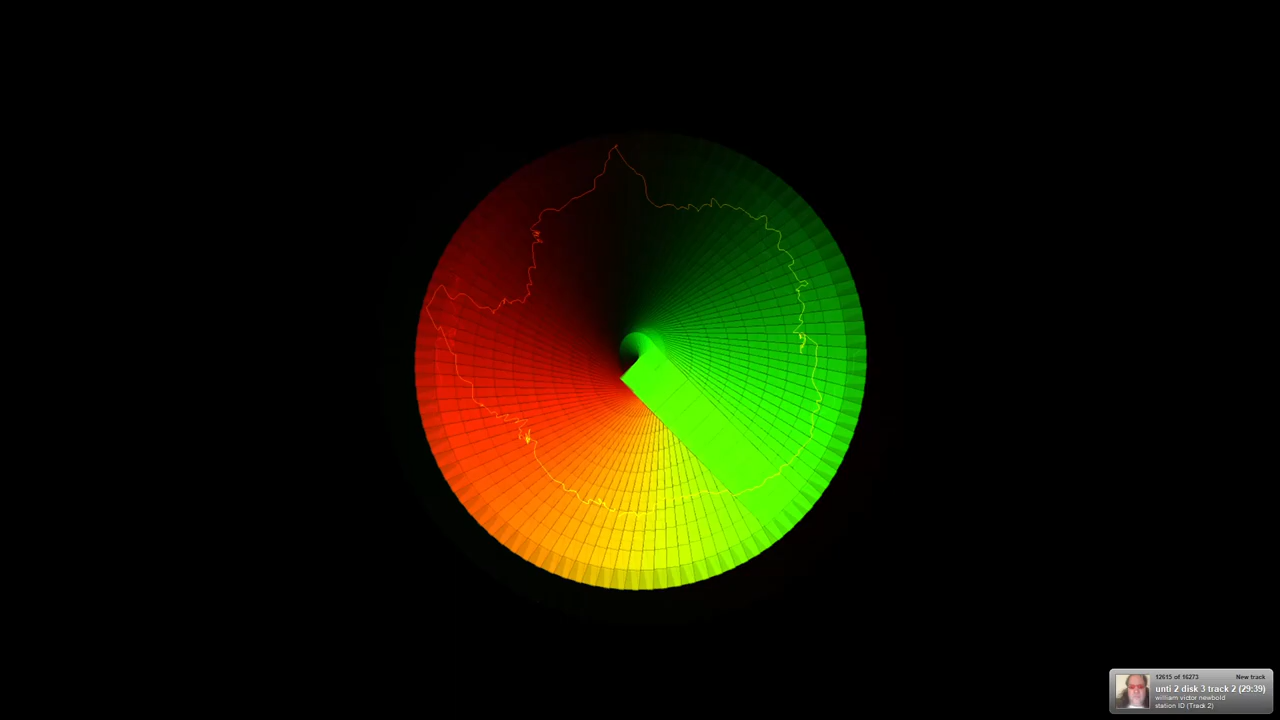 12615 of 16273 New track
unti 2 disk 3 track 2 (29:39)
william victor newbold
station ID (Track 2)